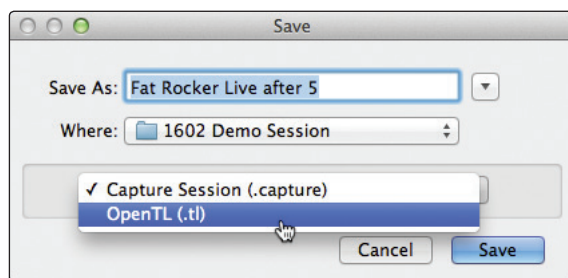 Save
Save As: Fat Rocker Live after 5
Where: 1602 Demo Session
✓ Capture Session (.capture)
OpenTL (.tl)
Cancel Save